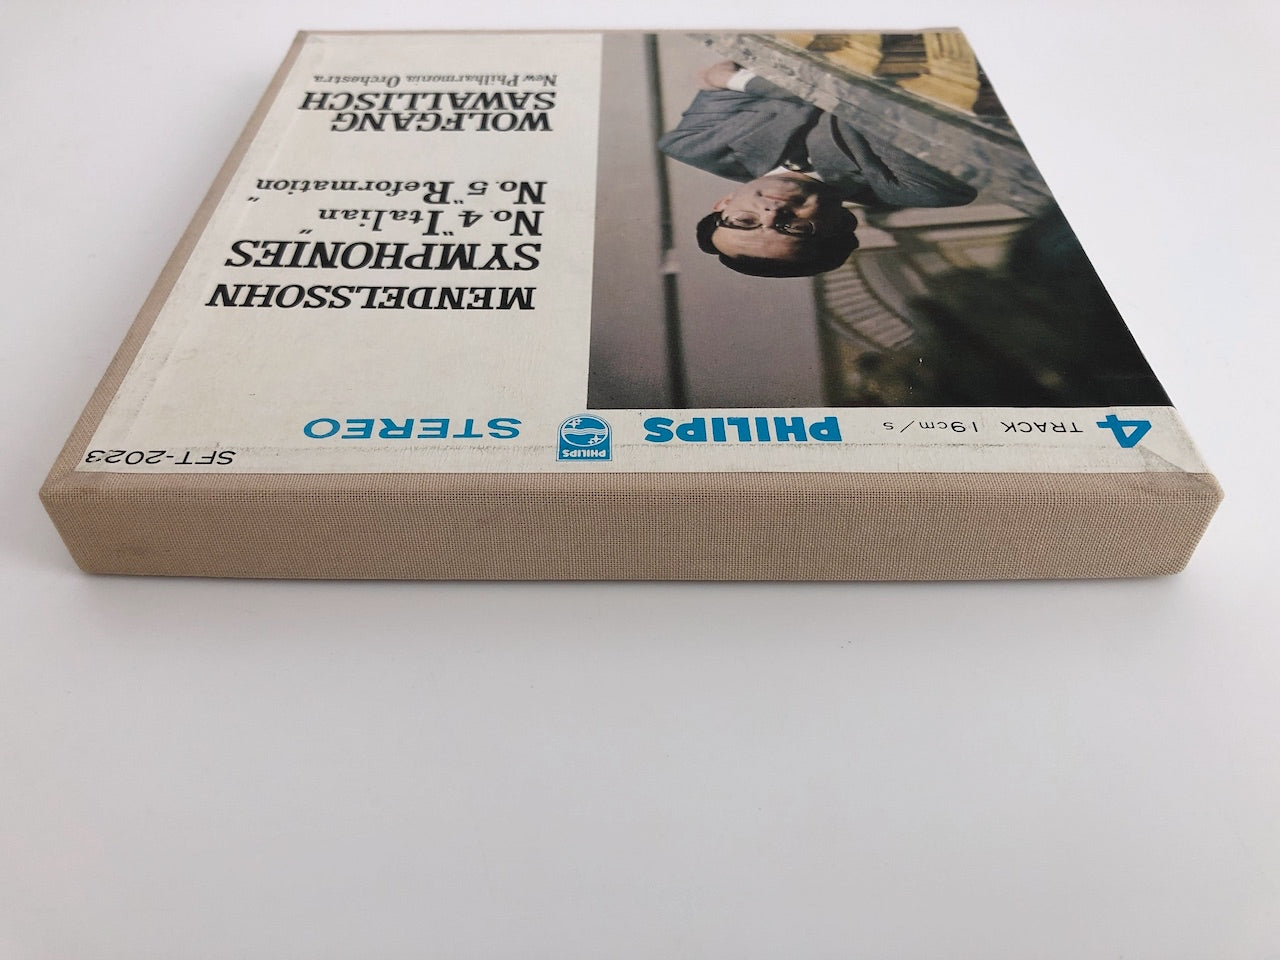 4 TRACK 19cm/s PHILIPS PHILIPS STEREO SFT-2023
MENDELSSOHN
SYMPHONIES
No. 4 "Italian"
No. 5 "Reformation"
WOLFGANG
SAWALLISCH
New Philharmonia Orchestra